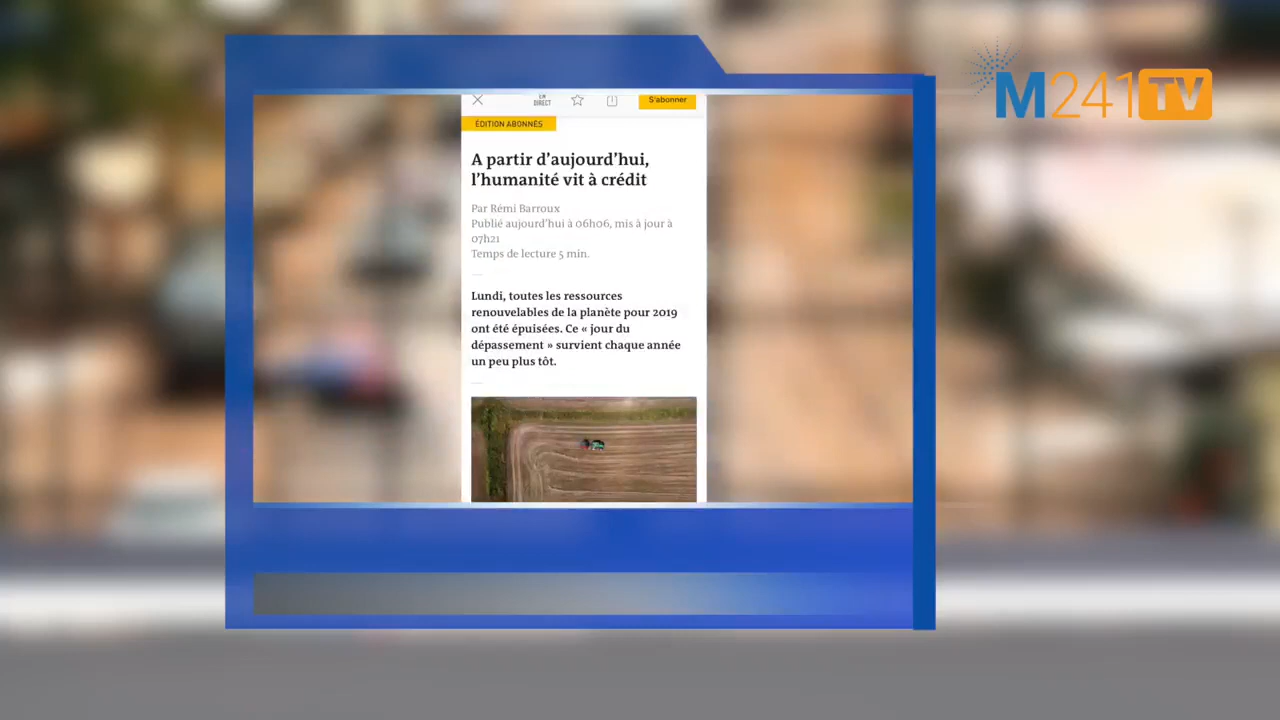 M241TV
EN
DIRECT
S'abonner
ÉDITION ABONNÉS
A partir d’aujourd’hui,
l’humanité vit à crédit
Par Rémi Barroux
Publié aujourd’hui à 06h06, mis à jour à
07h21
Temps de lecture 5 min.
Lundi, toutes les ressources
renouvelables de la planète pour 2019
ont été épuisées. Ce « jour du
dépassement » survient chaque année
un peu plus tôt.